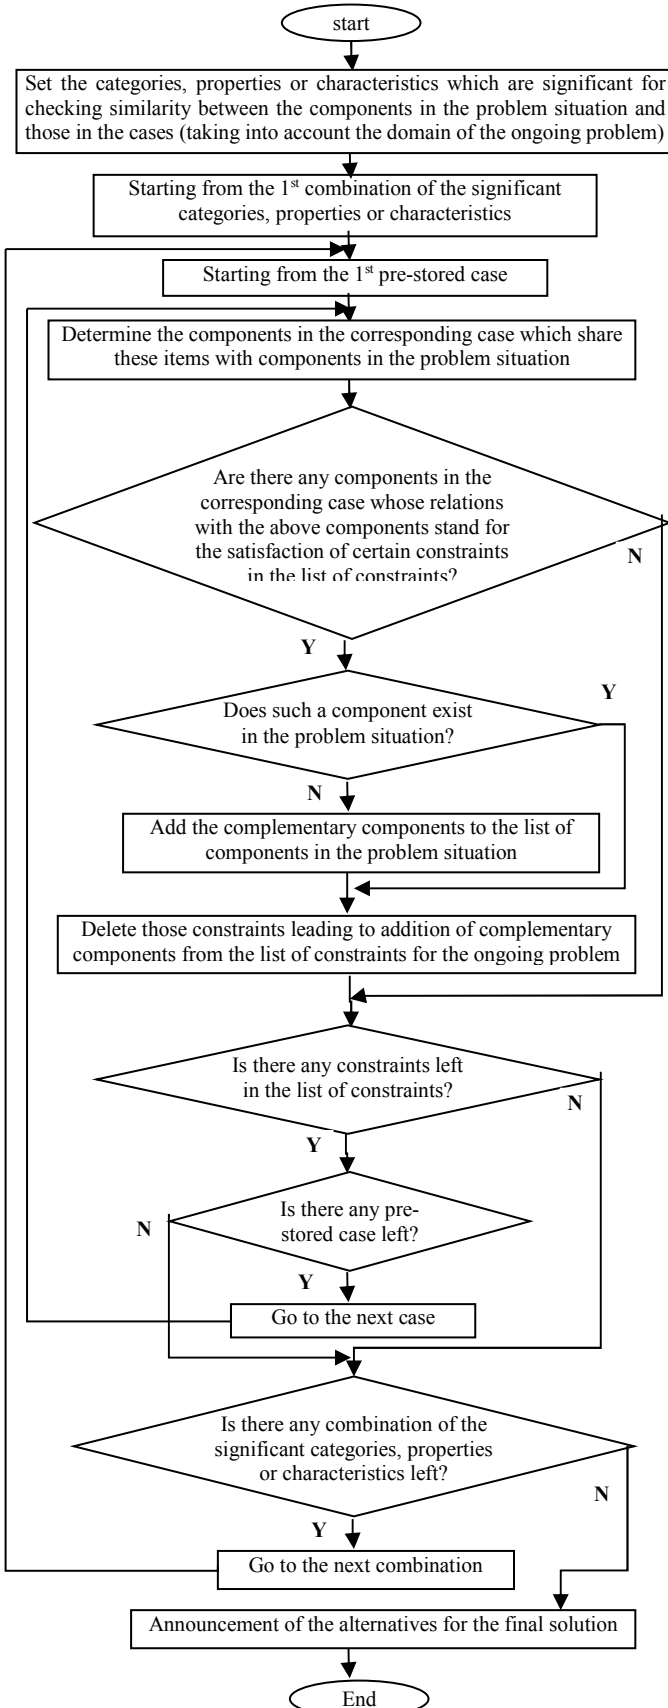 start
Set the categories, properties or characteristics which are significant for
checking similarity between the components in the problem situation and
those in the cases (taking into account the domain of the ongoing problem)
Starting from the 1st combination of the significant
categories, properties or characteristics
Starting from the 1st pre-stored case
Determine the components in the corresponding case which share
these items with components in the problem situation
Are there any components in the
corresponding case whose relations
with the above components stand for
the satisfaction of certain constraints
in the list of constraints?
N
Y
Y
Does such a component exist
in the problem situation?
N
Add the complementary components to the list of
components in the problem situation
Delete those constraints leading to addition of complementary
components from the list of constraints for the ongoing problem
Is there any constraints left
in the list of constraints?
N
Y
Is there any pre-
stored case left?
N
Y
Go to the next case
Is there any combination of the
significant categories, properties
or characteristics left?
N
Y
Go to the next combination
Announcement of the alternatives for the final solution
End